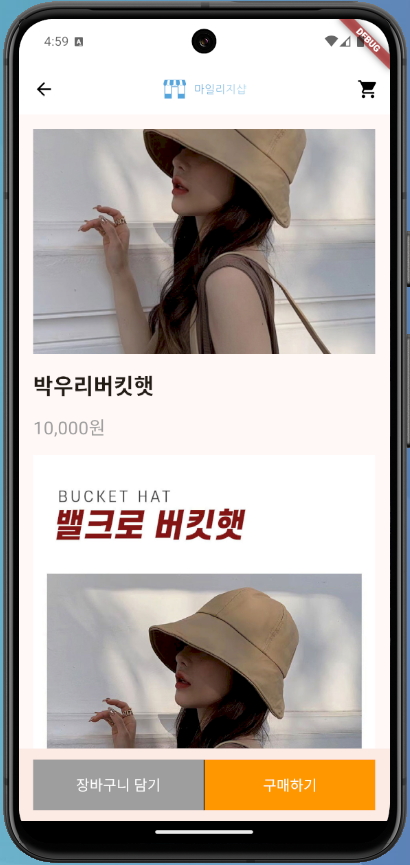 4:59
DEBUG
마일리지샵
박우리버킷햇
10,000원
BUCKET HAT
밸크로 버킷햇
장바구니 담기
구매하기